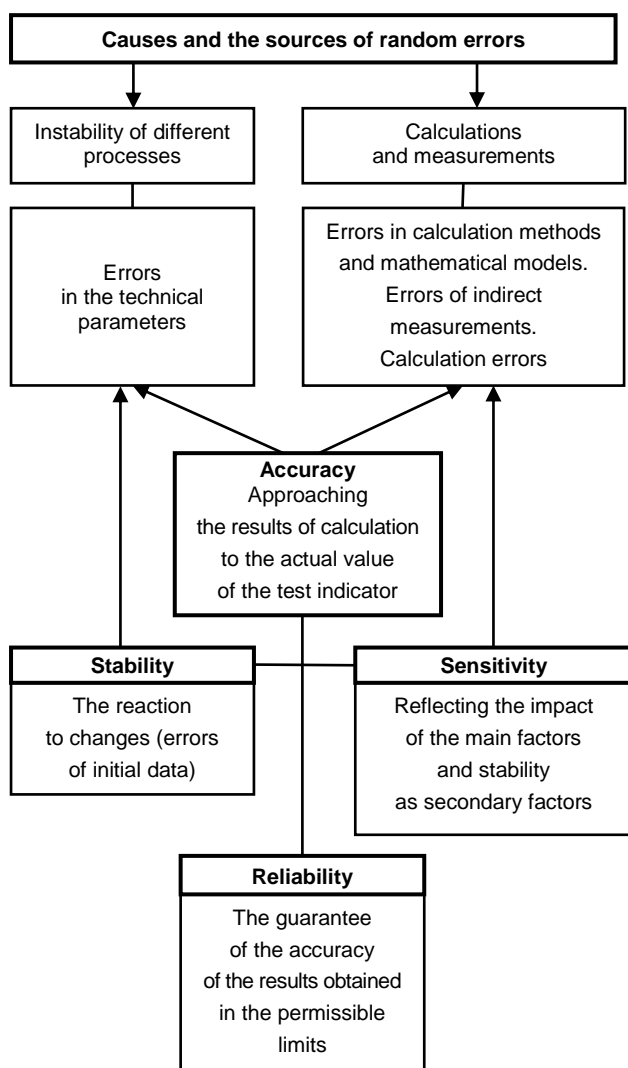 Causes and the sources of random errors
Instability of different
processes
Calculations
and measurements
Errors
in the technical
parameters
Errors in calculation methods
and mathematical models.
Errors of indirect
measurements.
Calculation errors
Accuracy
Approaching
the results of calculation
to the actual value
of the test indicator
Stability
The reaction
to changes (errors
of initial data)
Sensitivity
Reflecting the impact
of the main factors
and stability
as secondary factors
Reliability
The guarantee
of the accuracy
of the results obtained
in the permissible
limits